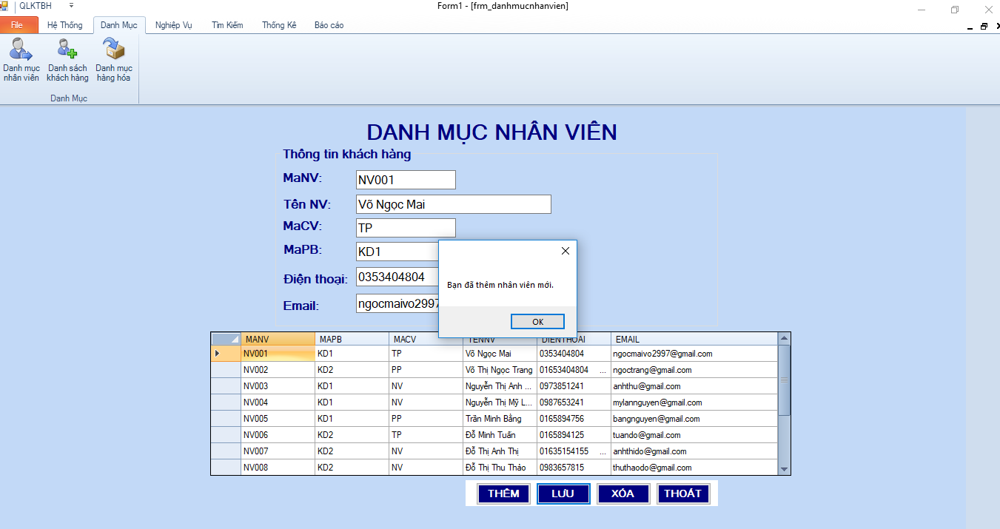 QLKTBH
Form1 - [frm_danhmucnhanvien]
File Hệ Thống Danh Mục Nghiệp Vụ Tìm Kiếm Thống Kê Báo cáo
Danh mục nhân viên
Danh sách khách hàng
Danh mục hàng hóa
Danh Mục
DANH MỤC NHÂN VIÊN
Thông tin khách hàng
MaNV: NV001
Tên NV: Võ Ngọc Mai
MaCV: TP
MaPB: KD1
Điện thoại: 0353404804
Email: ngocmaivo2997
Bạn đã thêm nhân viên mới.
OK
MANV MAPB MACV TENNV DIENTHOAI EMAIL
NV001 KD1 TP Võ Ngọc Mai 0353404804 ngocmaivo2997@gmail.com
NV002 KD2 PP Võ Thị Ngọc Trang 01653404804 ... ngoctrang@gmail.com
NV003 KD1 NV Nguyễn Thị Anh ... 0973851241 anhthu@gmail.com
NV004 KD1 NV Nguyễn Thị Mỹ L... 0987653241 mylannguyen@gmail.com
NV005 KD1 PP Trần Minh Bằng 0165894756 bangnguyen@gmail.com
NV006 KD2 TP Đỗ Minh Tuấn 0165894125 tuando@gmail.com
NV007 KD2 NV Đỗ Thị Anh Thị 01635154155 ... anhthido@gmail.com
NV008 KD2 NV Đỗ Thị Thu Thảo 0983657815 thuthaodo@gmail.com
THÊM LƯU XÓA THOÁT